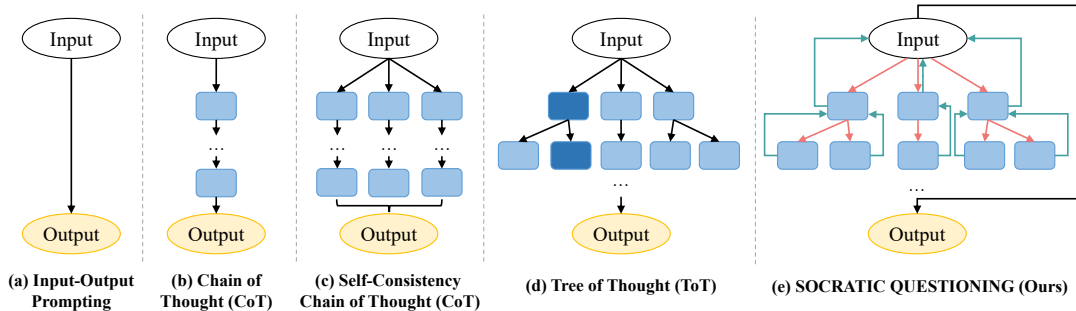 Input
Input
Input
Input
Input
...
... ... ...
...
...
Output
Output
Output
Output
Output
(a) Input-Output
Prompting
(b) Chain of
Thought (CoT)
(c) Self-Consistency
Chain of Thought (CoT)
(d) Tree of Thought (ToT)
(e) SOCRATIC QUESTIONING (Ours)